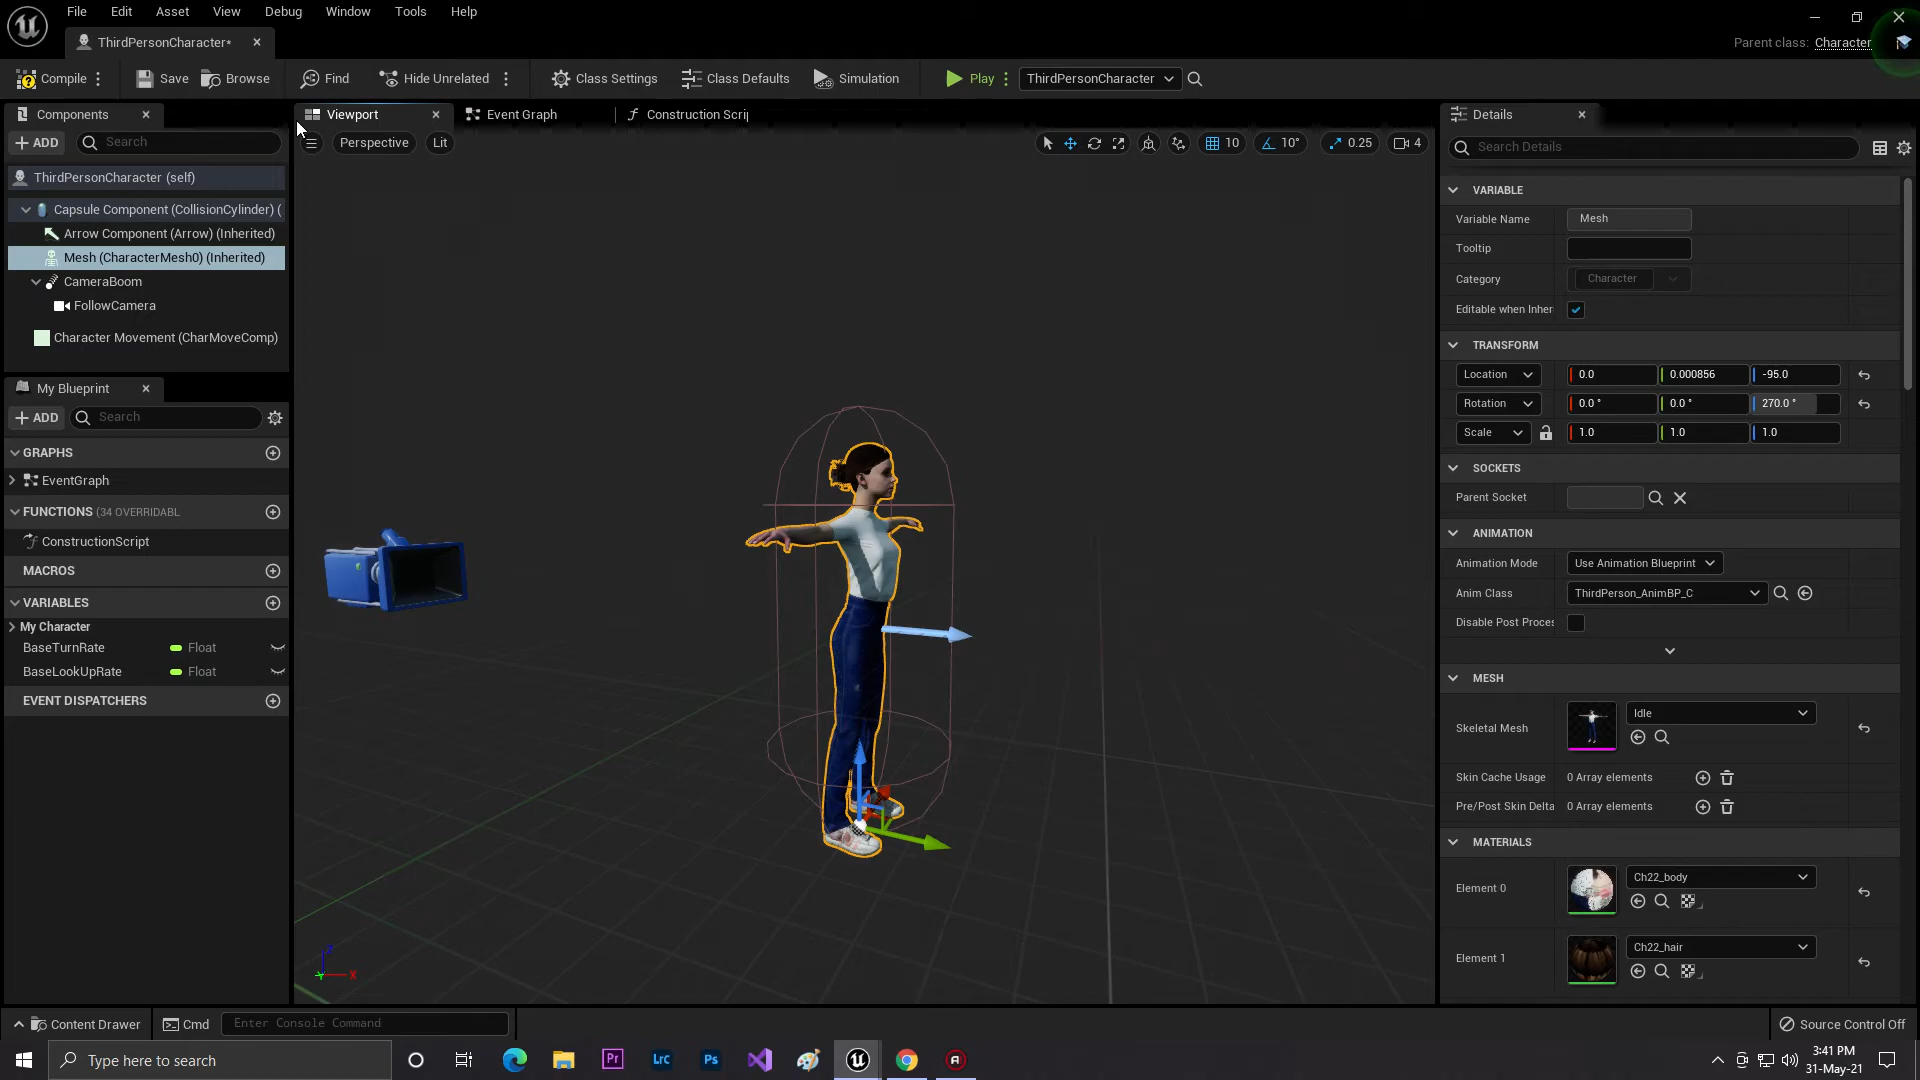 File Edit Asset View Debug Window Tools Help
ThirdPersonCharacter*
Parent class: Character
Compile Save Browse Find Hide Unrelated Class Settings Class Defaults Simulation Play ThirdPersonCharacter
Components
ADD Search
ThirdPersonCharacter (self)
Capsule Component (CollisionCylinder) (
Arrow Component (Arrow) (Inherited)
Mesh (CharacterMesh0) (Inherited)
CameraBoom
FollowCamera
Character Movement (CharMoveComp)
My Blueprint
ADD Search
GRAPHS
EventGraph
FUNCTIONS (34 OVERRIDABL
ConstructionScript
MACROS
VARIABLES
My Character
BaseTurnRate Float
BaseLookUpRate Float
EVENT DISPATCHERS
Viewport Event Graph Construction Scrip
Perspective Lit 10 10° 0.25 4
X
Details
Search Details
VARIABLE
Variable Name Mesh
Tooltip
Category Character
Editable when Inher
TRANSFORM
Location 0.0 0.000856 -95.0
Rotation 0.0 ° 0.0 ° 270.0 °
Scale 1.0 1.0 1.0
SOCKETS
Parent Socket
ANIMATION
Animation Mode Use Animation Blueprint
Anim Class ThirdPerson_AnimBP_C
Disable Post Proces
MESH
Skeletal Mesh Idle
Skin Cache Usage 0 Array elements
Pre/Post Skin Delta 0 Array elements
MATERIALS
Element 0 Ch22_body
Element 1 Ch22_hair
Content Drawer Cmd Enter Console Command Source Control Off
Type here to search Pr Lrc Ps 3:41 PM
31-May-21